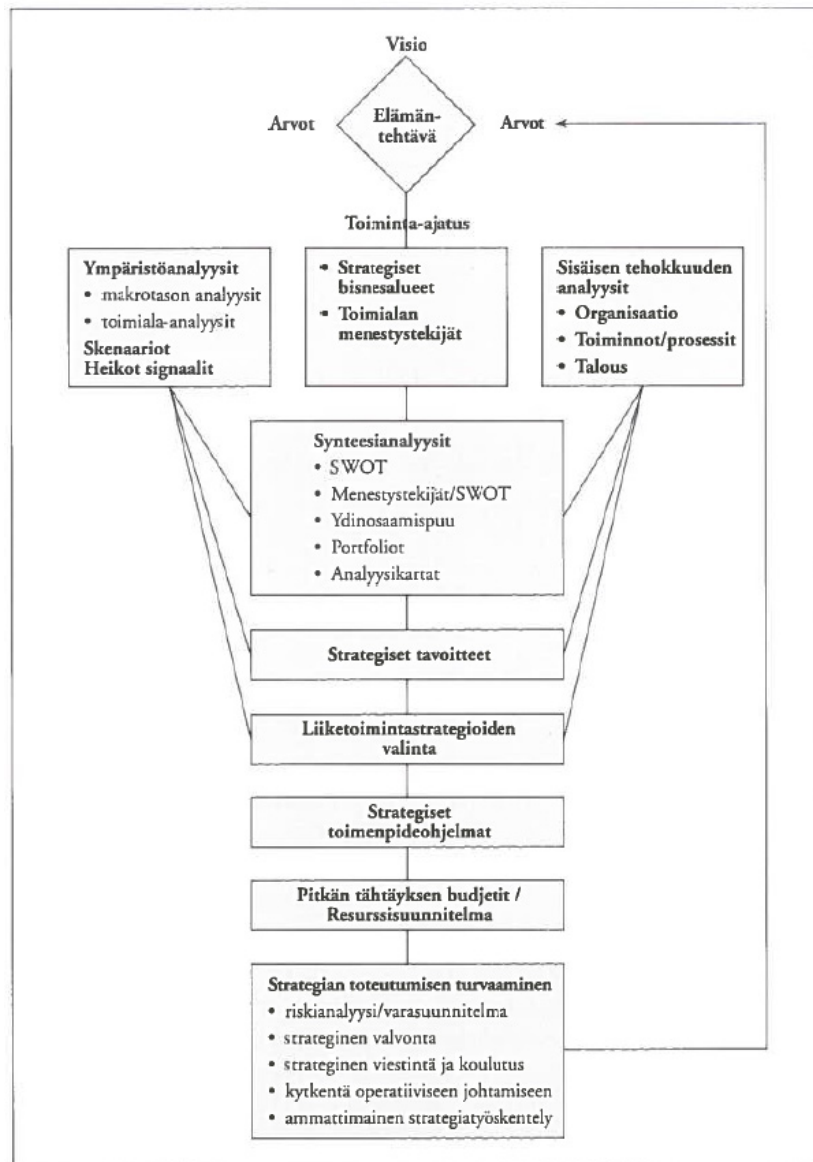 Visio
Elämän-
tehtävä
Arvot
Arvot
Toiminta-ajatus
Ympäristöanalyysit
• makrotason analyysit
• toimiala-analyysit
Skenaariot
Heikot signaalit
• Strategiset
bisnesalueet
• Toimialan
menestystekijät
Sisäisen tehokkuuden
analyysit
• Organisaatio
• Toiminnot/prosessit
• Talous
Synteesianalyysit
• SWOT
• Menestystekijät/SWOT
• Ydinosaamispuu
• Portfoliot
• Analyysikartat
Strategiset tavoitteet
Liiketoimintastrategioiden
valinta
Strategiset
toimenpideohjelmat
Pitkän tähtäyksen budjetit /
Resurssisuunnitelma
Strategian toteutumisen turvaaminen
• riskianalyysi/varasuunnitelma
• strateginen valvonta
• strateginen viestintä ja koulutus
• kytkentä operatiiviseen johtamiseen
• ammattimainen strategiatyöskentely